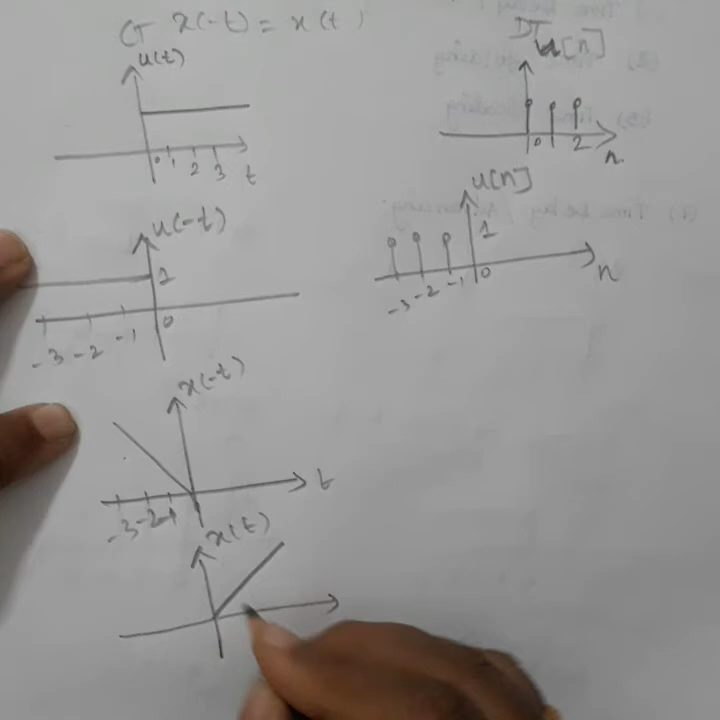 CT x(-t) = x(t)
DT u[n]
u(t)
0 1 2 3 t
0 1 2 n
u[n]
u(-t)
1
1
-3 -2 -1 0 n
-3 -2 -1 0
x(-t)
-3 -2 -1 t
x(t)